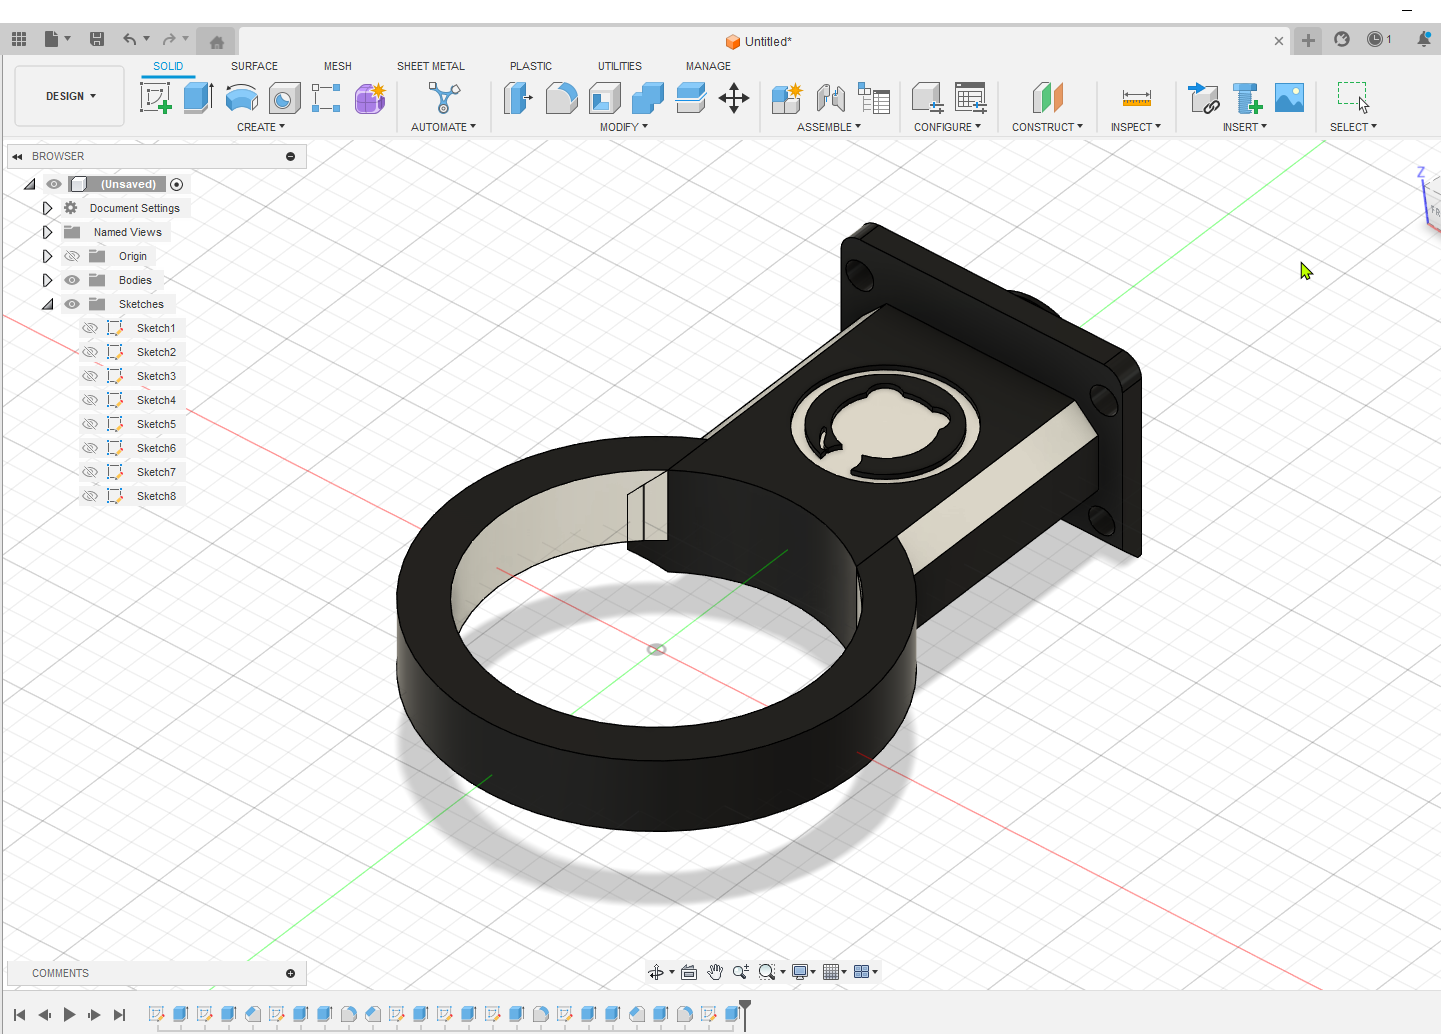 Untitled*
1
DESIGN
SOLID
SURFACE
MESH
SHEET METAL
PLASTIC
UTILITIES
MANAGE
CREATE
AUTOMATE
MODIFY
ASSEMBLE
CONFIGURE
CONSTRUCT
INSPECT
INSERT
SELECT
BROWSER
(Unsaved)
Document Settings
Named Views
Origin
Bodies
Sketches
Sketch1
Sketch2
Sketch3
Sketch4
Sketch5
Sketch6
Sketch7
Sketch8
Z
FR
COMMENTS